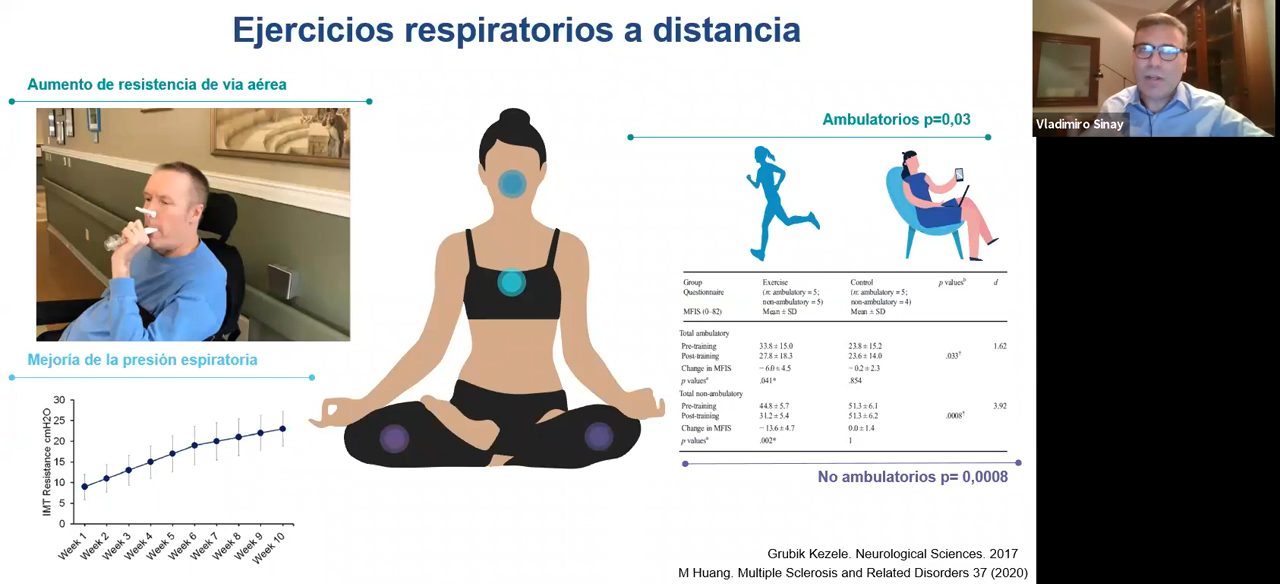 Ejercicios respiratorios a distancia
Vladimiro Sinay
Aumento de resistencia de via aérea
Mejoría de la presión espiratoria
IMT Resistance cmH2O
30
25
20
15
10
5
0
Week 1
Week 2
Week 3
Week 4
Week 5
Week 6
Week 7
Week 8
Week 9
Week 10
Ambulatorios p=0,03
Group Exercise Control p values^b d
Questionnaire (n: ambulatory = 5; (n: ambulatory = 5;
non-ambulatory = 5) non-ambulatory = 4)
MFIS (0–82) Mean ± SD Mean ± SD
Total ambulatory
Pre-training 33.8 ± 15.0 23.8 ± 15.2 1.62
Post-training 27.8 ± 18.3 23.6 ± 14.0 .033†
Change in MFIS − 6.0 ± 4.5 − 0.2 ± 2.3
p values^a .041* .854
Total non-ambulatory
Pre-training 44.8 ± 5.7 51.3 ± 6.1 3.92
Post-training 31.2 ± 5.4 51.3 ± 6.2 .0008†
Change in MFIS − 13.6 ± 4.7 0.0 ± 1.4
p values^a .002* 1
No ambulatorios p= 0,0008
Grubik Kezele. Neurological Sciences. 2017
M Huang. Multiple Sclerosis and Related Disorders 37 (2020)